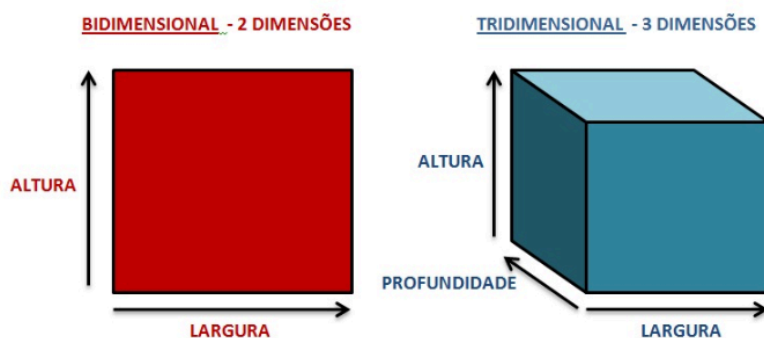 BIDIMENSIONAL - 2 DIMENSÕES
ALTURA
LARGURA
TRIDIMENSIONAL - 3 DIMENSÕES
ALTURA
PROFUNDIDADE
LARGURA